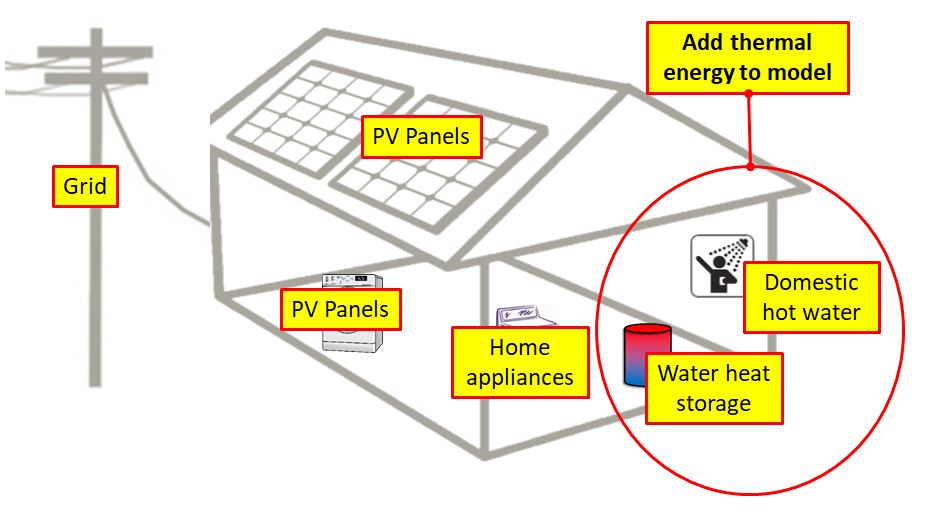 Add thermal
energy to model
PV Panels
Grid
Domestic
hot water
PV Panels
Home
appliances
Water heat
storage